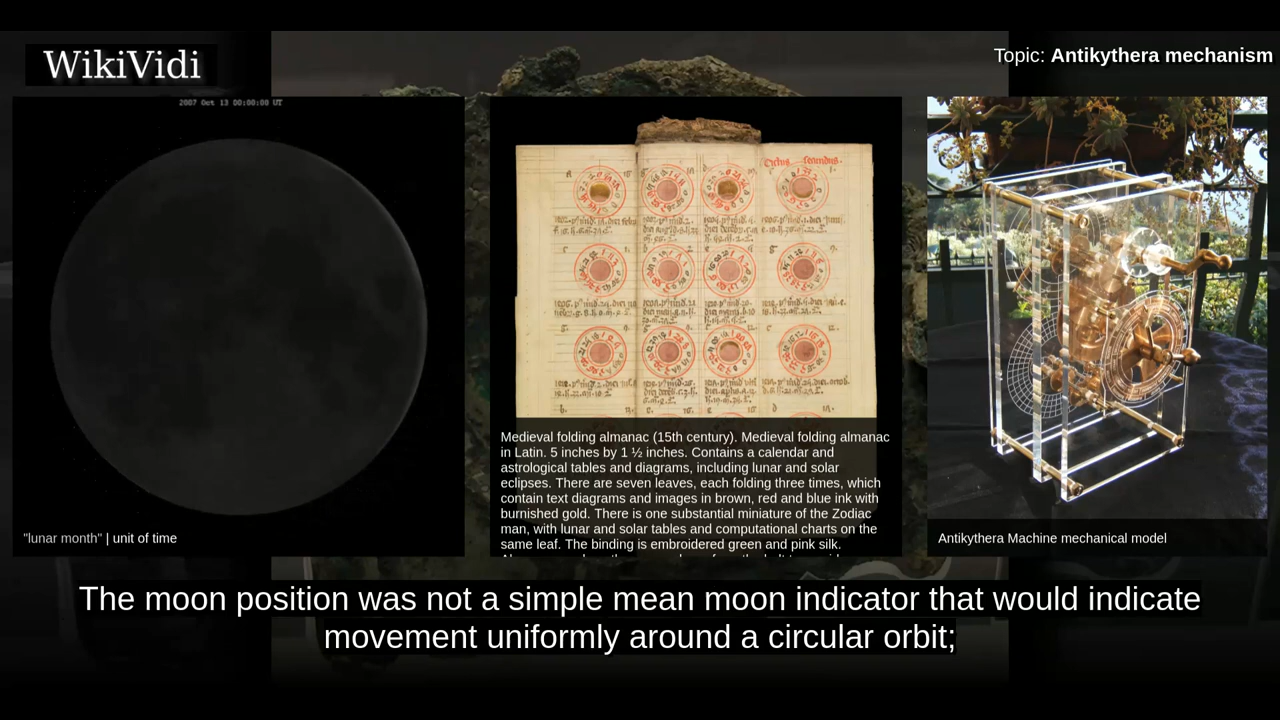 WikiVidi
Topic: Antikythera mechanism
2007 Oct 13 00:00:00 UT
"lunar month" | unit of time
Medieval folding almanac (15th century). Medieval folding almanac
in Latin. 5 inches by 1 ½ inches. Contains a calendar and
astrological tables and diagrams, including lunar and solar
eclipses. There are seven leaves, each folding three times, which
contain text diagrams and images in brown, red and blue ink with
burnished gold. There is one substantial miniature of the Zodiac
man, with lunar and solar tables and computational charts on the
same leaf. The binding is embroidered green and pink silk.
Antikythera Machine mechanical model
The moon position was not a simple mean moon indicator that would indicate
movement uniformly around a circular orbit;